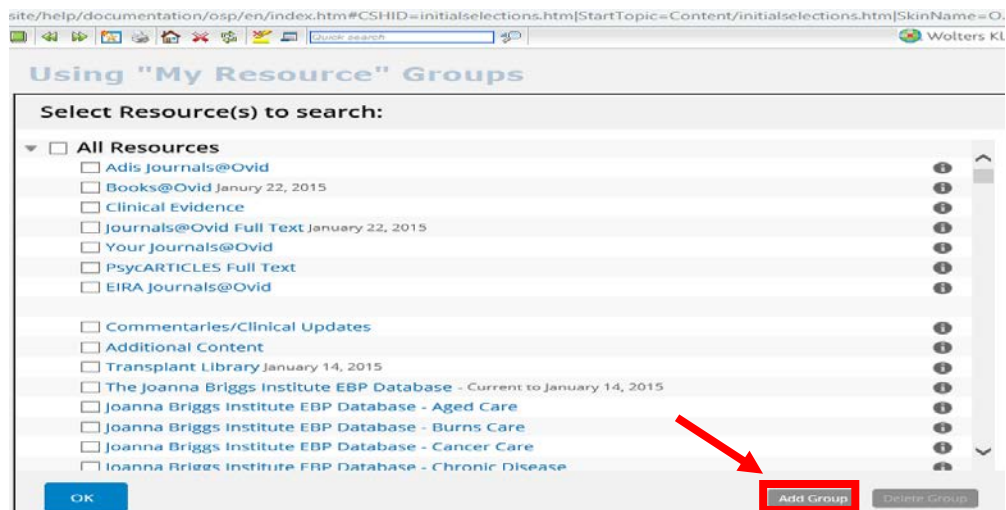 site/help/documentation/osp/en/index.htm#CSHID=initialselections.htm|StartTopic=Content/initialselections.htm|SkinName=O.
Quick search
Wolters KL
Using "My Resource" Groups
Select Resource(s) to search:
All Resources
Adis Journals@Ovid
Books@Ovid Janury 22, 2015
Clinical Evidence
Journals@Ovid Full Text January 22, 2015
Your Journals@Ovid
PsycARTICLES Full Text
EIRA Journals@Ovid
Commentaries/Clinical Updates
Additional Content
Transplant Library January 14, 2015
The Joanna Briggs Institute EBP Database - Current to January 14, 2015
Joanna Briggs Institute EBP Database - Aged Care
Joanna Briggs Institute EBP Database - Burns Care
Joanna Briggs Institute EBP Database - Cancer Care
Joanna Briggs Institute EBP Database - Chronic Disease
OK
Add Group
Delete Group